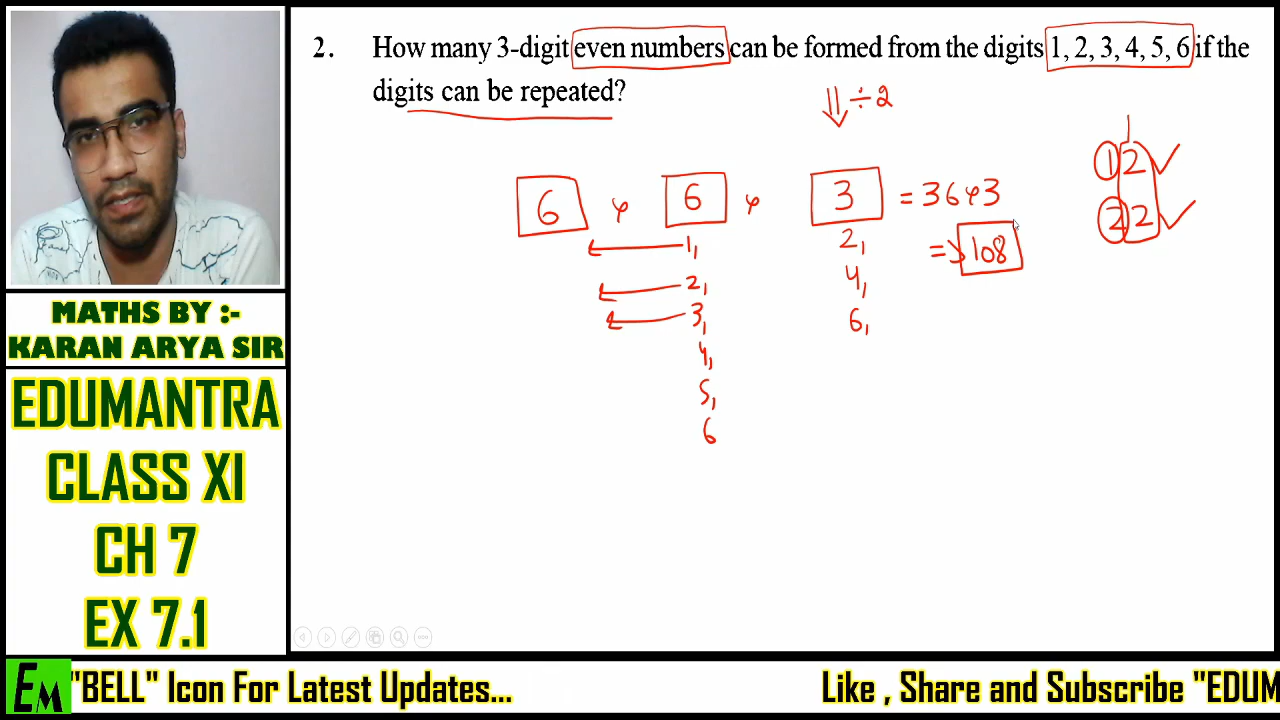 2. How many 3-digit even numbers can be formed from the digits 1, 2, 3, 4, 5, 6 if the
digits can be repeated?
÷2
12
22
6 × 6 × 3 = 36×3
= 108
1, 2,
2, 4,
3, 6,
4,
5,
6
MATHS BY :-
KARAN ARYA SIR
EDUMANTRA
CLASS XI
CH 7
EX 7.1
EM "BELL" Icon For Latest Updates... Like , Share and Subscribe "EDUM